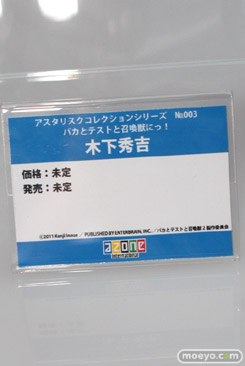 アスタリスクコレクションシリーズ №003
バカとテストと召喚獣にっ！
木下秀吉
価格：未定
発売：未定
©2011 Kenji Inoue / PUBLISHED BY ENTERBRAIN, INC. / バカとテストと召喚獣2製作委員会
azone
moeyo.com